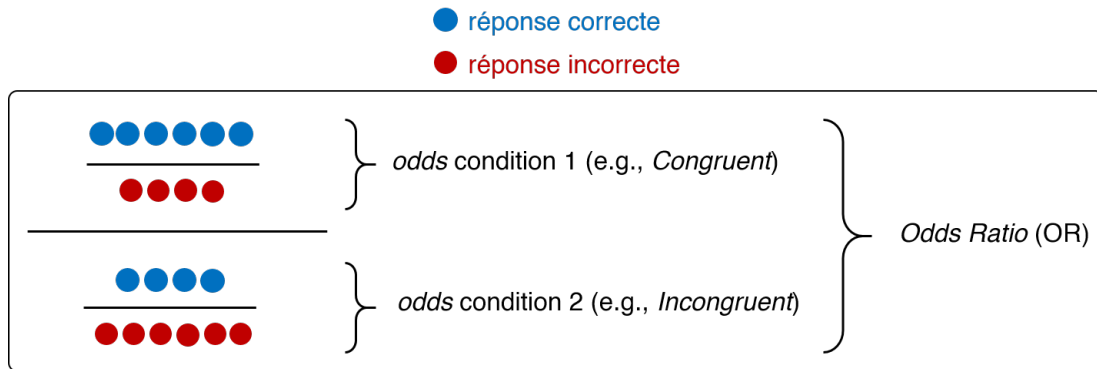 réponse correcte
réponse incorrecte
odds condition 1 (e.g., Congruent)
Odds Ratio (OR)
odds condition 2 (e.g., Incongruent)